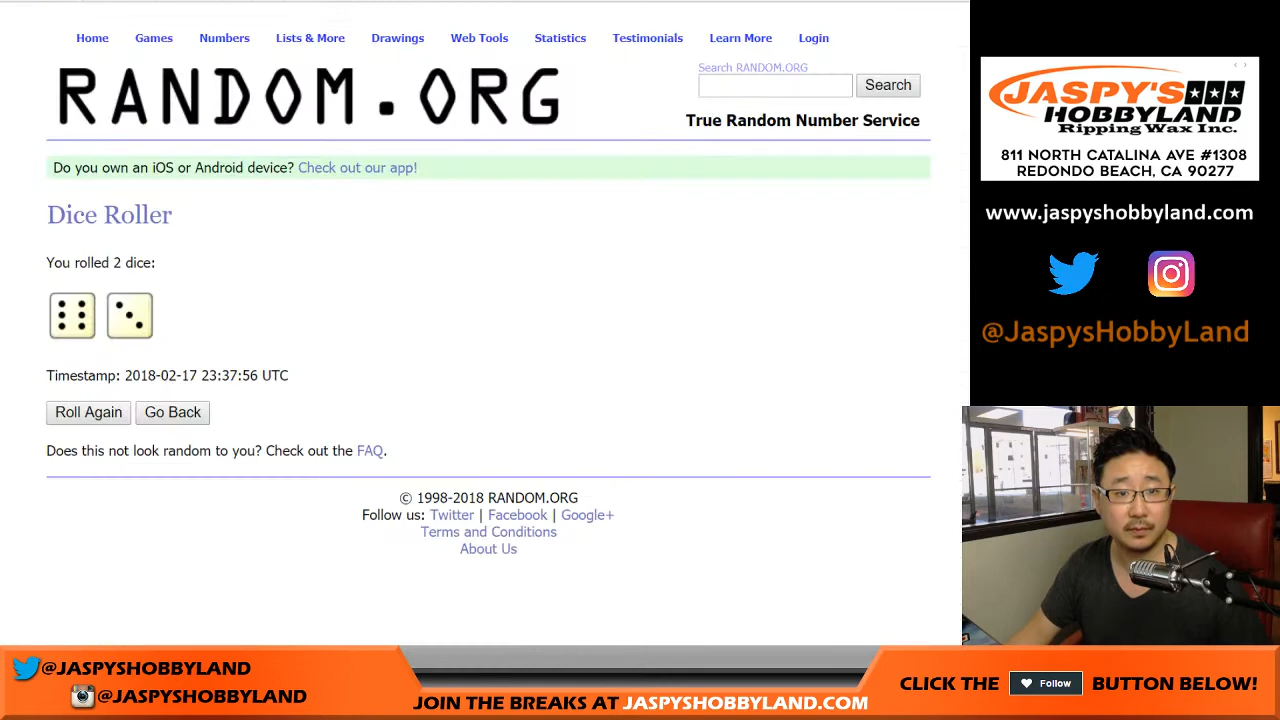 Home Games Numbers Lists & More Drawings Web Tools Statistics Testimonials Learn More Login
RANDOM.ORG
Search RANDOM.ORG
Search
True Random Number Service
Do you own an iOS or Android device? Check out our app!
Dice Roller
You rolled 2 dice:
Timestamp: 2018-02-17 23:37:56 UTC
Roll Again Go Back
Does this not look random to you? Check out the FAQ.
© 1998-2018 RANDOM.ORG
Follow us: Twitter | Facebook | Google+
Terms and Conditions
About Us
JASPY'S
HOBBYLAND
Ripping Wax Inc.
811 NORTH CATALINA AVE #1308
REDONDO BEACH, CA 90277
www.jaspyshobbyland.com
@JaspysHobbyLand
@JASPYSHOBBYLAND
@JASPYSHOBBYLAND
JOIN THE BREAKS AT JASPYSHOBBYLAND.COM
CLICK THE Follow BUTTON BELOW!